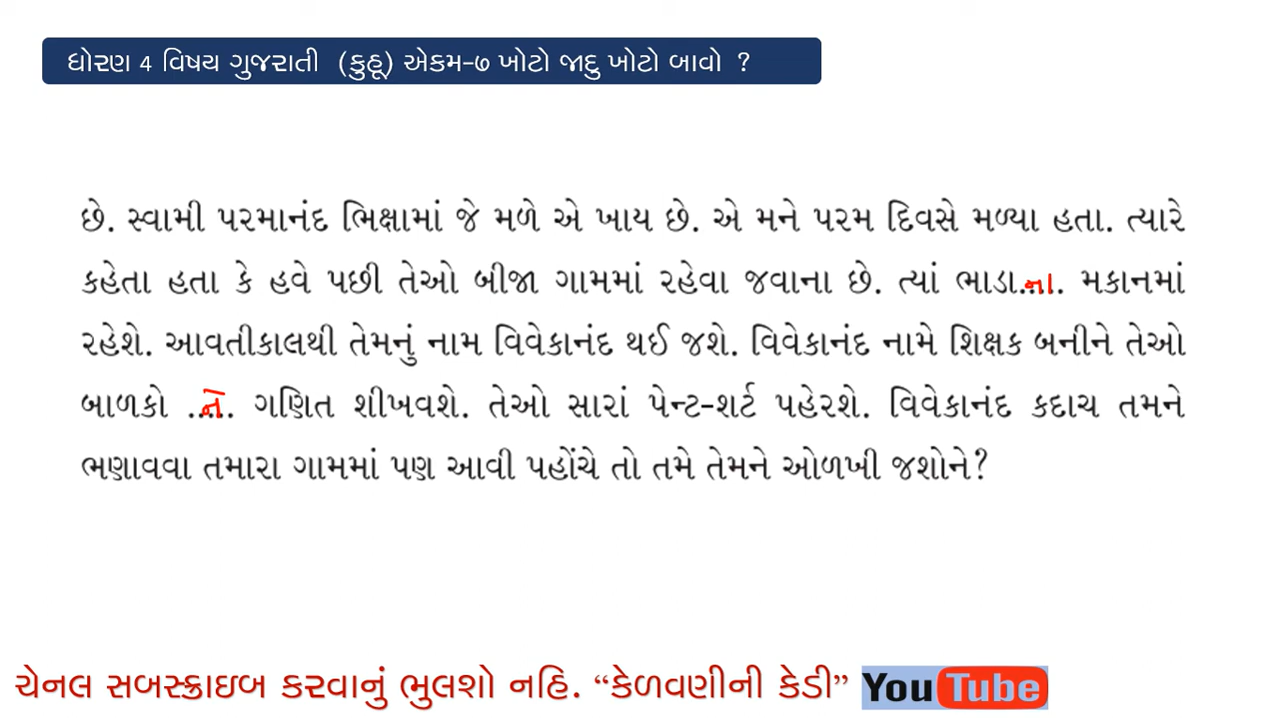 ધોરણ 4 વિષય ગુજરાતી (કુહૂ) એકમ-૭ ખોટો જાદુ ખોટો બાવો ?
છે. સ્વામી પરમાનંદ ભિક્ષામાં જે મળે એ ખાય છે. એ મને પરમ દિવસે મળ્યા હતા. ત્યારે
કહેતા હતા કે હવે પછી તેઓ બીજા ગામમાં રહેવા જવાના છે. ત્યાં ભાડા..ના. મકાનમાં
રહેશે. આવતીકાલથી તેમનું નામ વિવેકાનંદ થઈ જશે. વિવેકાનંદ નામે શિક્ષક બનીને તેઓ
બાળકો ..ને. ગણિત શીખવશે. તેઓ સારાં પેન્ટ-શર્ટ પહેરશે. વિવેકાનંદ કદાચ તમને
ભણાવવા તમારા ગામમાં પણ આવી પહોંચે તો તમે તેમને ઓળખી જશોને?
ચેનલ સબસ્ક્રાઇબ કરવાનું ભુલશો નહિ. “કેળવણીની કેડી” YouTube